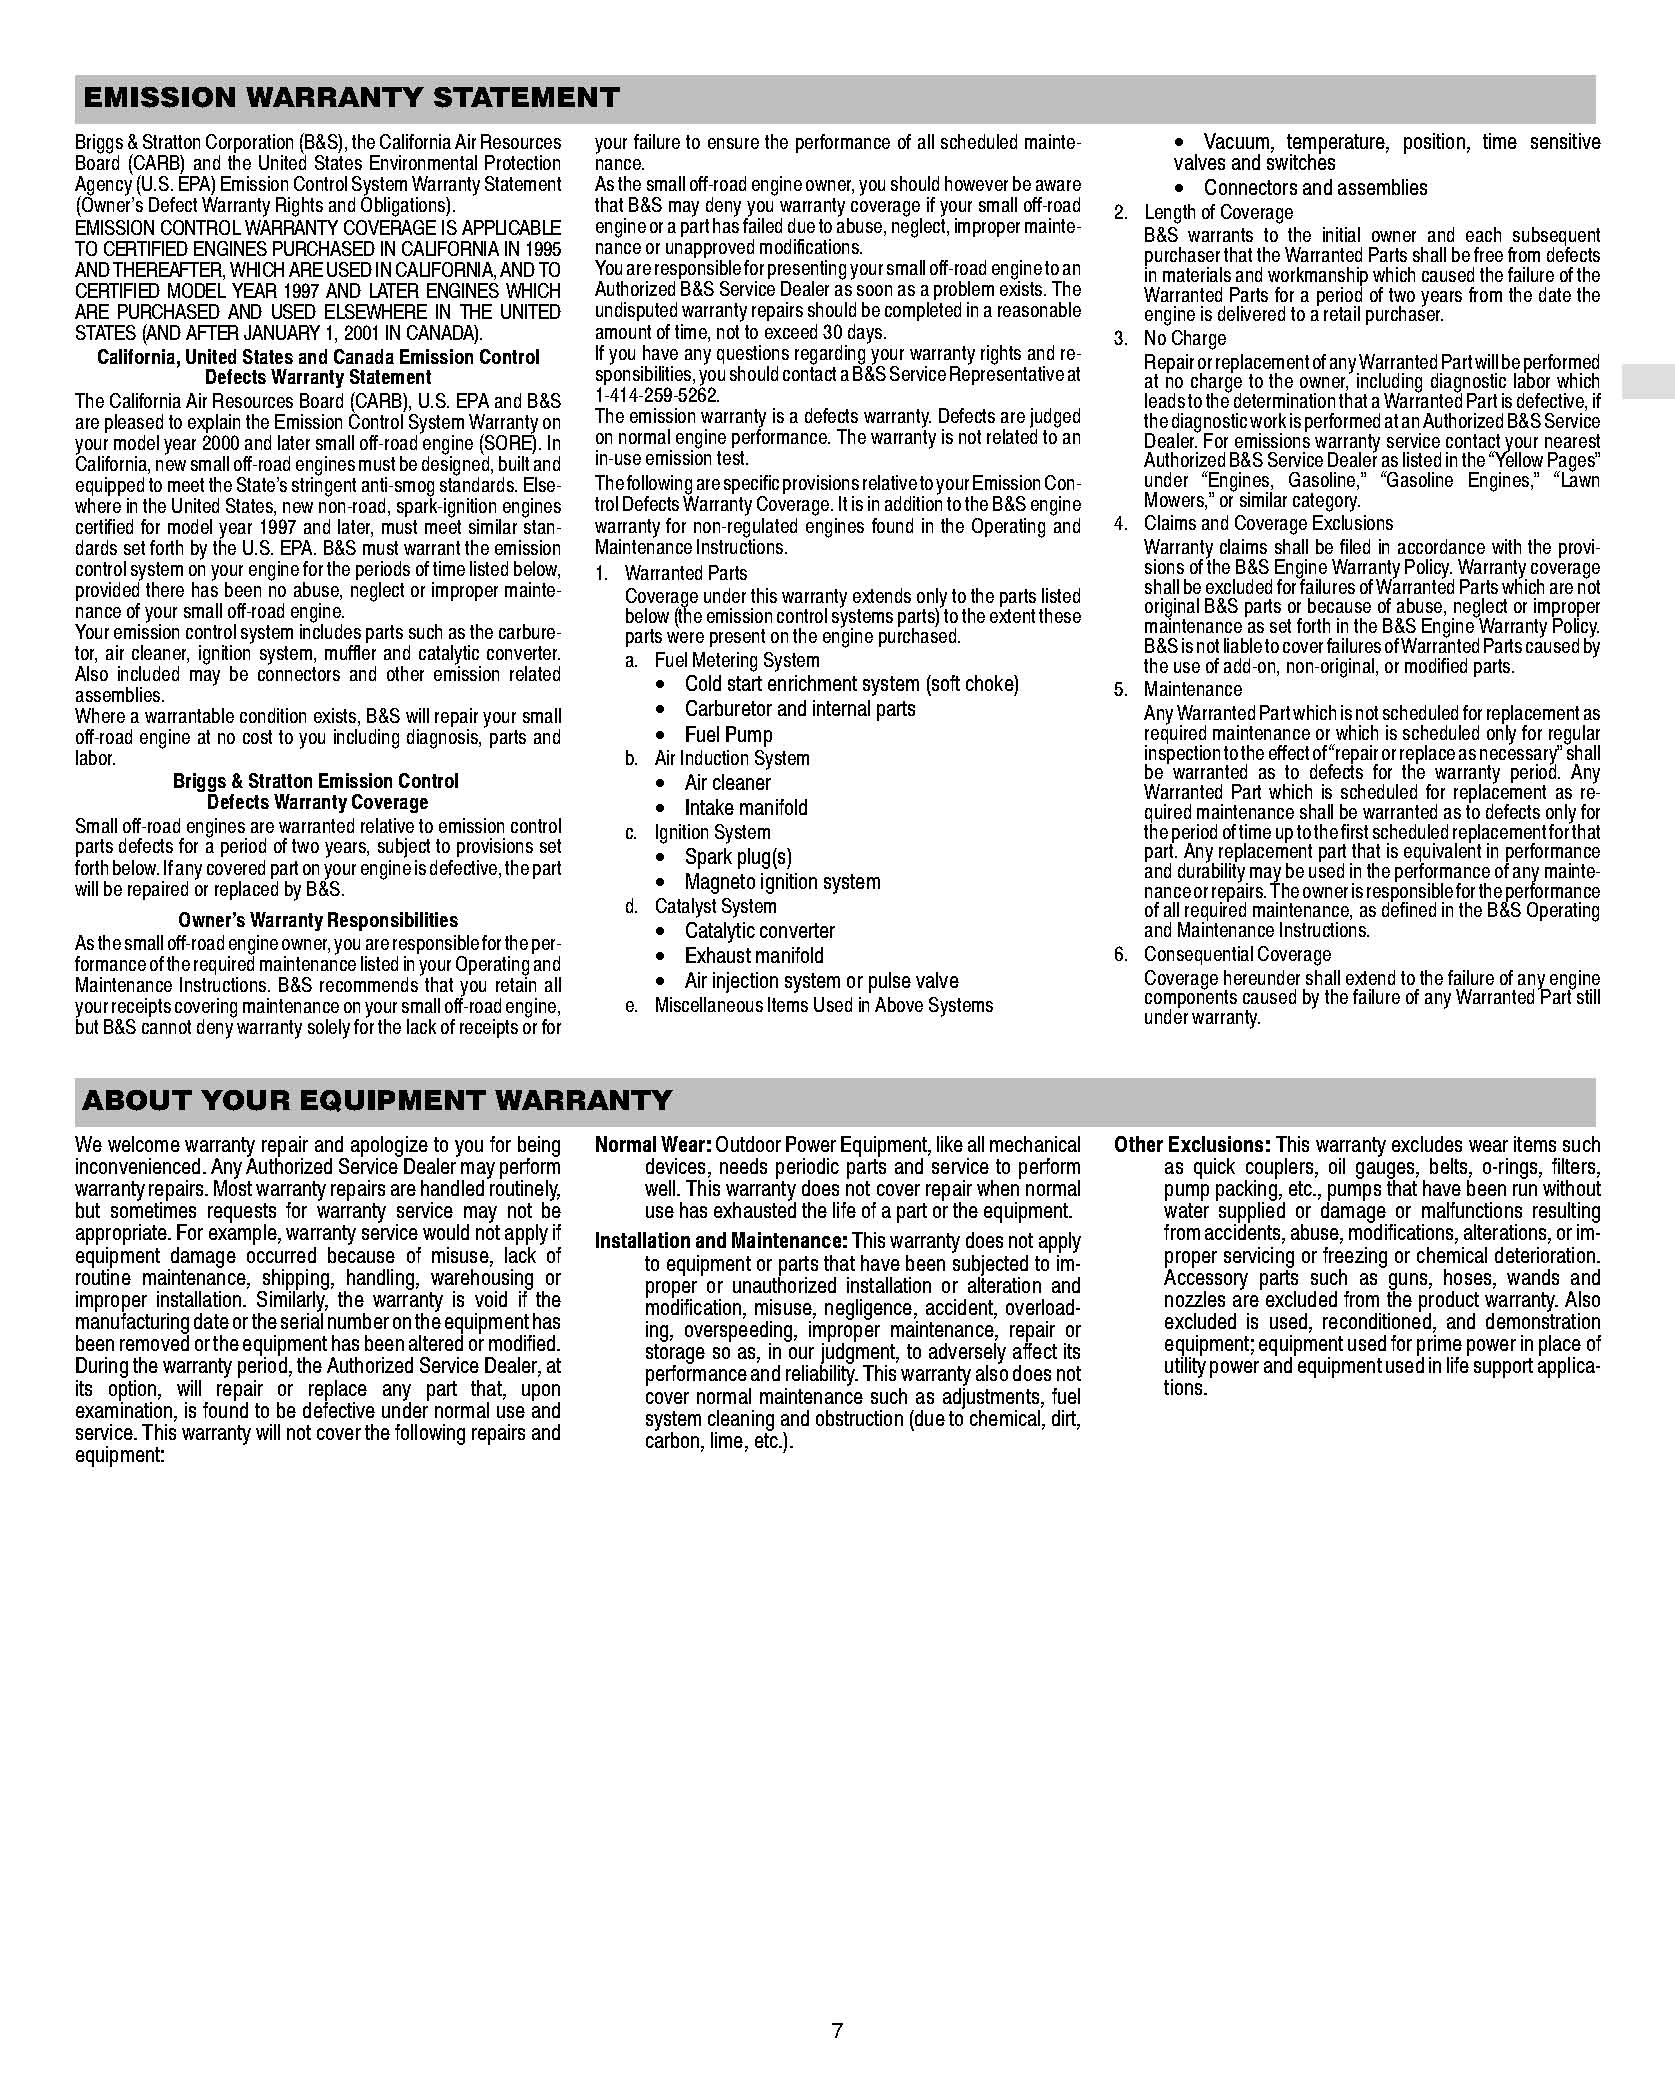 EMISSION WARRANTY STATEMENT
Briggs & Stratton Corporation (B&S), the California Air Resources
Board (CARB) and the United States Environmental Protection
Agency (U.S. EPA) Emission Control System Warranty Statement
(Owner's Defect Warranty Rights and Obligations).
EMISSION CONTROL WARRANTY COVERAGE IS APPLICABLE
TO CERTIFIED ENGINES PURCHASED IN CALIFORNIA IN 1995
AND THEREAFTER, WHICH ARE USED IN CALIFORNIA, AND TO
CERTIFIED MODEL YEAR 1997 AND LATER ENGINES WHICH
ARE PURCHASED AND USED ELSEWHERE IN THE UNITED
STATES (AND AFTER JANUARY 1, 2001 IN CANADA).
California, United States and Canada Emission Control
Defects Warranty Statement
The California Air Resources Board (CARB), U.S. EPA and B&S
are pleased to explain the Emission Control System Warranty on
your model year 2000 and later small off-road engine (SORE). In
California, new small off-road engines must be designed, built and
equipped to meet the State's stringent anti-smog standards. Else-
where in the United States, new non-road, spark-ignition engines
certified for model year 1997 and later, must meet similar stan-
dards set forth by the U.S. EPA. B&S must warrant the emission
control system on your engine for the periods of time listed below,
provided there has been no abuse, neglect or improper mainte-
nance of your small off-road engine.
Your emission control system includes parts such as the carbure-
tor, air cleaner, ignition system, muffler and catalytic converter.
Also included may be connectors and other emission related
assemblies.
Where a warrantable condition exists, B&S will repair your small
off-road engine at no cost to you including diagnosis, parts and
labor.
Briggs & Stratton Emission Control
Defects Warranty Coverage
Small off-road engines are warranted relative to emission control
parts defects for a period of two years, subject to provisions set
forth below. If any covered part on your engine is defective, the part
will be repaired or replaced by B&S.
Owner's Warranty Responsibilities
As the small off-road engine owner, you are responsible for the per-
formance of the required maintenance listed in your Operating and
Maintenance Instructions. B&S recommends that you retain all
your receipts covering maintenance on your small off-road engine,
but B&S cannot deny warranty solely for the lack of receipts or for
your failure to ensure the performance of all scheduled mainte-
nance.
As the small off-road engine owner, you should however be aware
that B&S may deny you warranty coverage if your small off-road
engine or a part has failed due to abuse, neglect, improper mainte-
nance or unapproved modifications.
You are responsible for presenting your small off-road engine to an
Authorized B&S Service Dealer as soon as a problem exists. The
undisputed warranty repairs should be completed in a reasonable
amount of time, not to exceed 30 days.
If you have any questions regarding your warranty rights and re-
sponsibilities, you should contact a B&S Service Representative at
1-414-259-5262.
The emission warranty is a defects warranty. Defects are judged
on normal engine performance. The warranty is not related to an
in-use emission test.
The following are specific provisions relative to your Emission Con-
trol Defects Warranty Coverage. It is in addition to the B&S engine
warranty for non-regulated engines found in the Operating and
Maintenance Instructions.
1. Warranted Parts
Coverage under this warranty extends only to the parts listed
below (the emission control systems parts) to the extent these
parts were present on the engine purchased.
a. Fuel Metering System
• Cold start enrichment system (soft choke)
• Carburetor and internal parts
• Fuel Pump
b. Air Induction System
• Air cleaner
• Intake manifold
c. Ignition System
• Spark plug(s)
• Magneto ignition system
d. Catalyst System
• Catalytic converter
• Exhaust manifold
• Air injection system or pulse valve
e. Miscellaneous Items Used in Above Systems
• Vacuum, temperature, position, time sensitive
valves and switches
• Connectors and assemblies
2. Length of Coverage
B&S warrants to the initial owner and each subsequent
purchaser that the Warranted Parts shall be free from defects
in materials and workmanship which caused the failure of the
Warranted Parts for a period of two years from the date the
engine is delivered to a retail purchaser.
3. No Charge
Repair or replacement of any Warranted Part will be performed
at no charge to the owner, including diagnostic labor which
leads to the determination that a Warranted Part is defective, if
the diagnostic work is performed at an Authorized B&S Service
Dealer. For emissions warranty service contact your nearest
Authorized B&S Service Dealer as listed in the “Yellow Pages”
under “Engines, Gasoline,” “Gasoline Engines,” “Lawn
Mowers,” or similar category.
4. Claims and Coverage Exclusions
Warranty claims shall be filed in accordance with the provi-
sions of the B&S Engine Warranty Policy. Warranty coverage
shall be excluded for failures of Warranted Parts which are not
original B&S parts or because of abuse, neglect or improper
maintenance as set forth in the B&S Engine Warranty Policy.
B&S is not liable to cover failures of Warranted Parts caused by
the use of add-on, non-original, or modified parts.
5. Maintenance
Any Warranted Part which is not scheduled for replacement as
required maintenance or which is scheduled only for regular
inspection to the effect of “repair or replace as necessary” shall
be warranted as to defects for the warranty period. Any
Warranted Part which is scheduled for replacement as re-
quired maintenance shall be warranted as to defects only for
the period of time up to the first scheduled replacement for that
part. Any replacement part that is equivalent in performance
and durability may be used in the performance of any mainte-
nance or repairs. The owner is responsible for the performance
of all required maintenance, as defined in the B&S Operating
and Maintenance Instructions.
6. Consequential Coverage
Coverage hereunder shall extend to the failure of any engine
components caused by the failure of any Warranted Part still
under warranty.
ABOUT YOUR EQUIPMENT WARRANTY
We welcome warranty repair and apologize to you for being
inconvenienced. Any Authorized Service Dealer may perform
warranty repairs. Most warranty repairs are handled routinely,
but sometimes requests for warranty service may not be
appropriate. For example, warranty service would not apply if
equipment damage occurred because of misuse, lack of
routine maintenance, shipping, handling, warehousing or
improper installation. Similarly, the warranty is void if the
manufacturing date or the serial number on the equipment has
been removed or the equipment has been altered or modified.
During the warranty period, the Authorized Service Dealer, at
its option, will repair or replace any part that, upon
examination, is found to be defective under normal use and
service. This warranty will not cover the following repairs and
equipment:
Normal Wear: Outdoor Power Equipment, like all mechanical
devices, needs periodic parts and service to perform
well. This warranty does not cover repair when normal
use has exhausted the life of a part or the equipment.
Installation and Maintenance: This warranty does not apply
to equipment or parts that have been subjected to im-
proper or unauthorized installation or alteration and
modification, misuse, negligence, accident, overload-
ing, overspeeding, improper maintenance, repair or
storage so as, in our judgment, to adversely affect its
performance and reliability. This warranty also does not
cover normal maintenance such as adjustments, fuel
system cleaning and obstruction (due to chemical, dirt,
carbon, lime, etc.).
Other Exclusions: This warranty excludes wear items such
as quick couplers, oil gauges, belts, o-rings, filters,
pump packing, etc., pumps that have been run without
water supplied or damage or malfunctions resulting
from accidents, abuse, modifications, alterations, or im-
proper servicing or freezing or chemical deterioration.
Accessory parts such as guns, hoses, wands and
nozzles are excluded from the product warranty. Also
excluded is used, reconditioned, and demonstration
equipment; equipment used for prime power in place of
utility power and equipment used in life support applica-
tions.
7